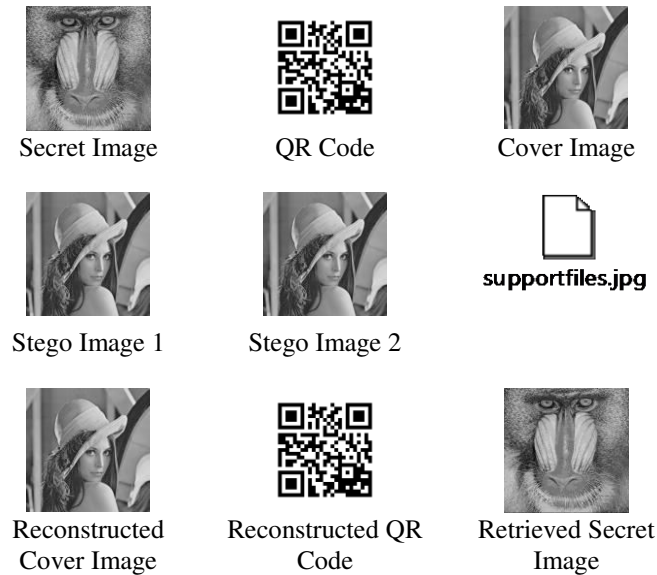 Secret Image
QR Code
Cover Image
supportfiles.jpg
Stego Image 1
Stego Image 2
Reconstructed
Cover Image
Reconstructed QR
Code
Retrieved Secret
Image